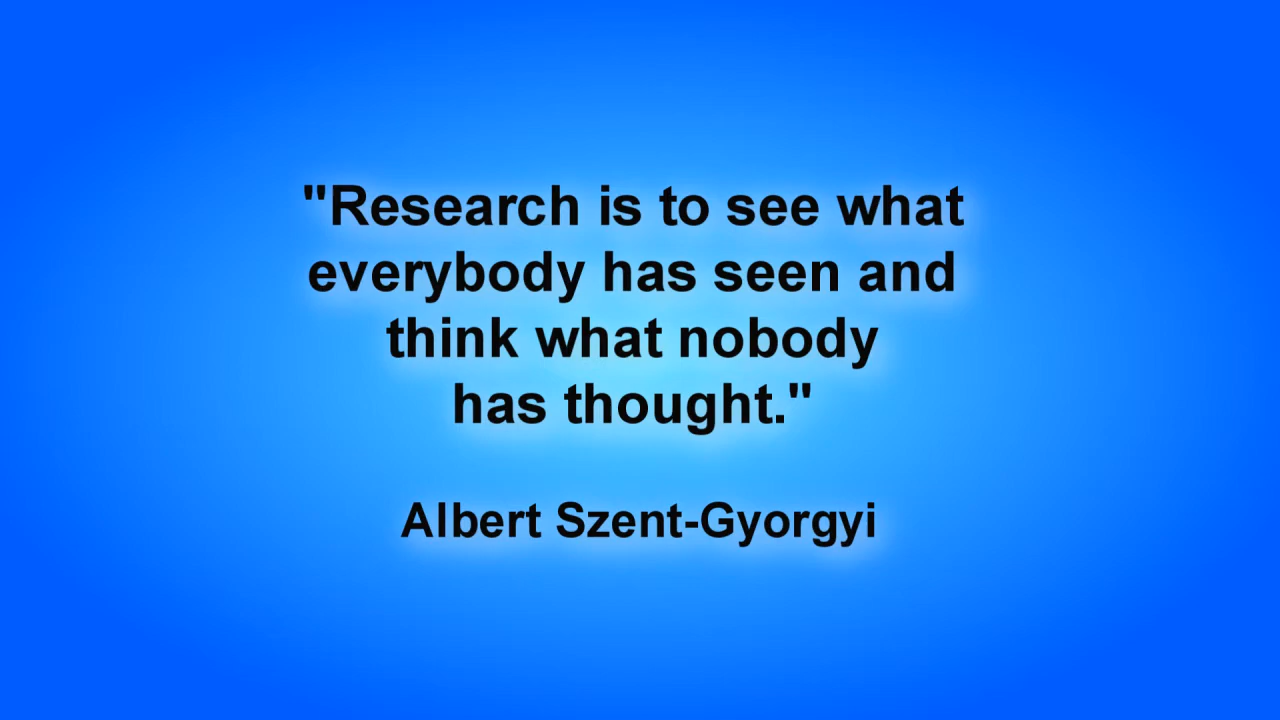 "Research is to see what
everybody has seen and
think what nobody
has thought."
Albert Szent-Gyorgyi